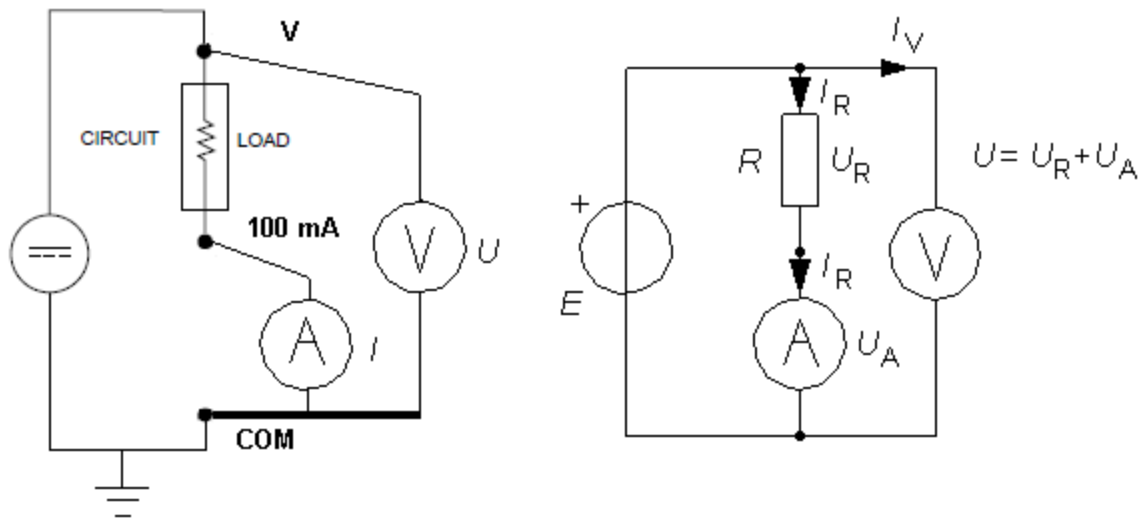 V
CIRCUIT LOAD
100 mA
V U
A I
COM
I_V
I_R
R U_R
U = U_R + U_A
+
E
V
I_R
A U_A